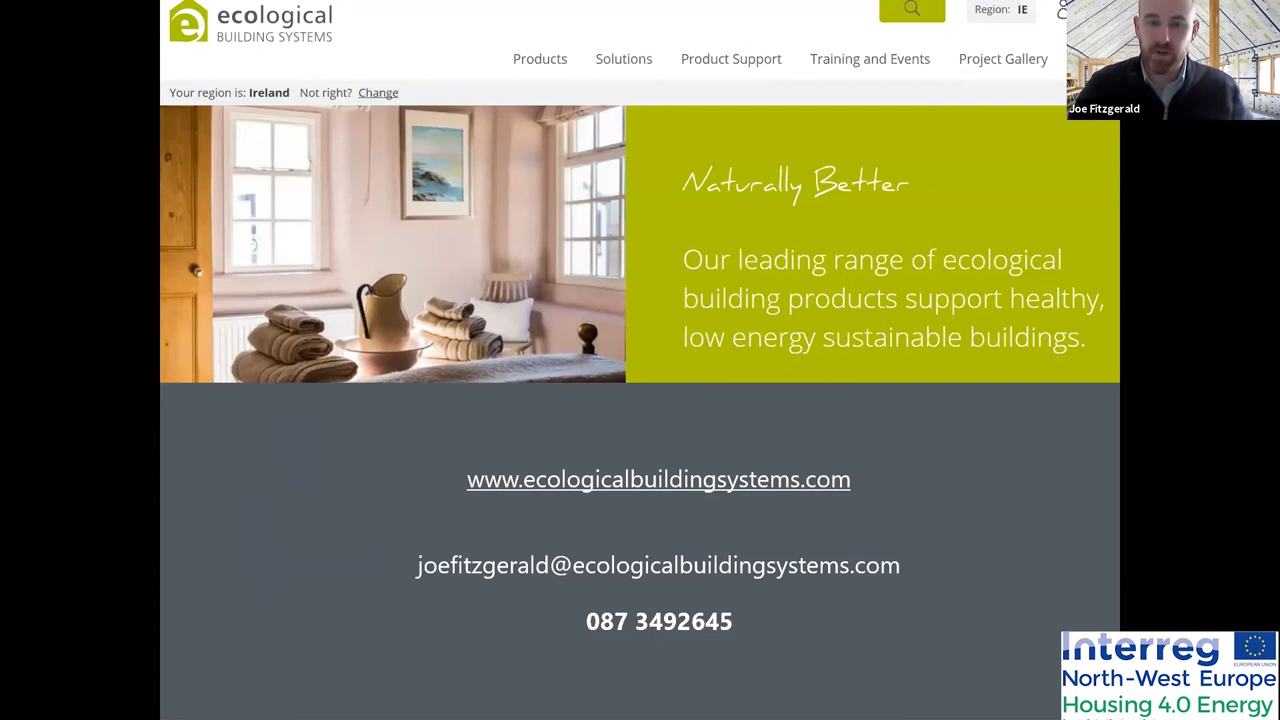 ecological
BUILDING SYSTEMS
Region: IE
Products Solutions Product Support Training and Events Project Gallery
Your region is: Ireland Not right? Change
Joe Fitzgerald
Naturally Better
Our leading range of ecological
building products support healthy,
low energy sustainable buildings.
www.ecologicalbuildingsystems.com
joefitzgerald@ecologicalbuildingsystems.com
087 3492645
Interreg
EUROPEAN UNION
North-West Europe
Housing 4.0 Energy